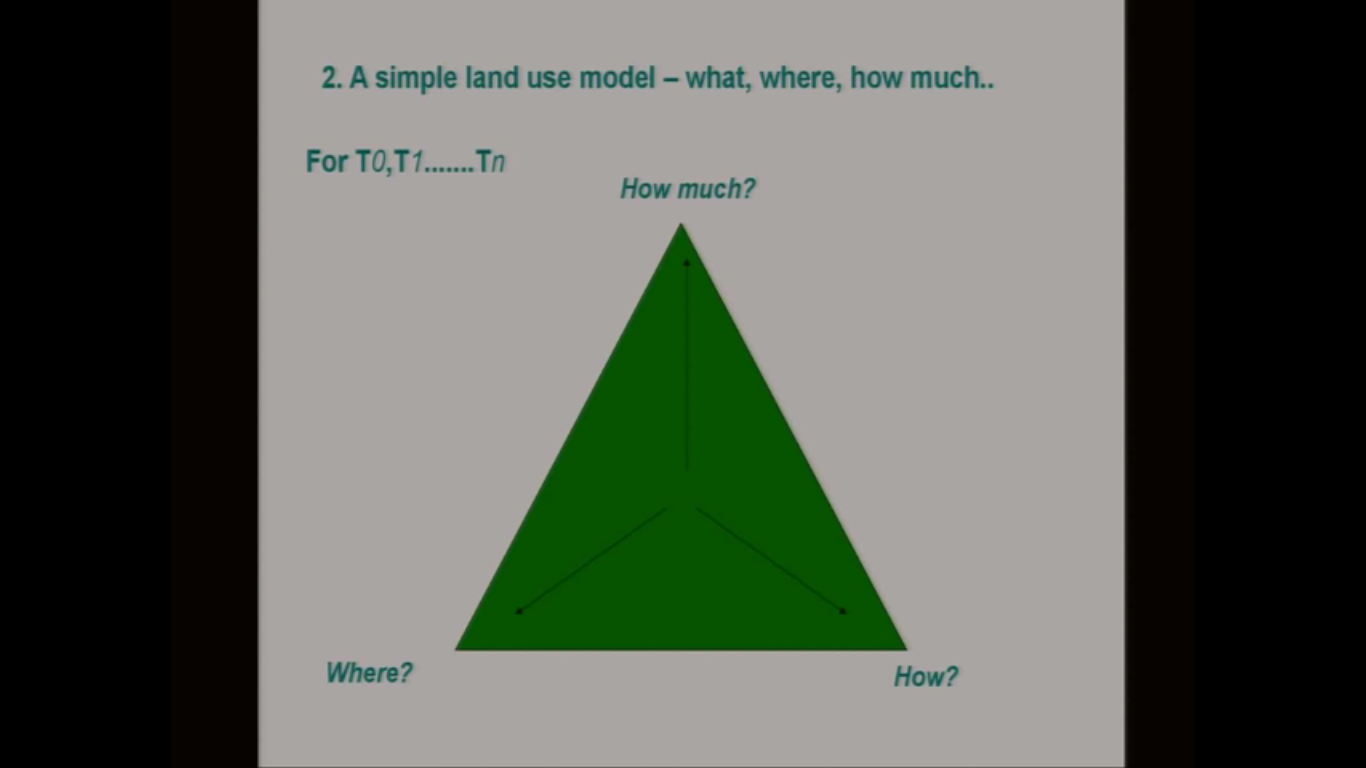 2. A simple land use model – what, where, how much..
For T0,T1.......Tn
How much?
Where?
How?